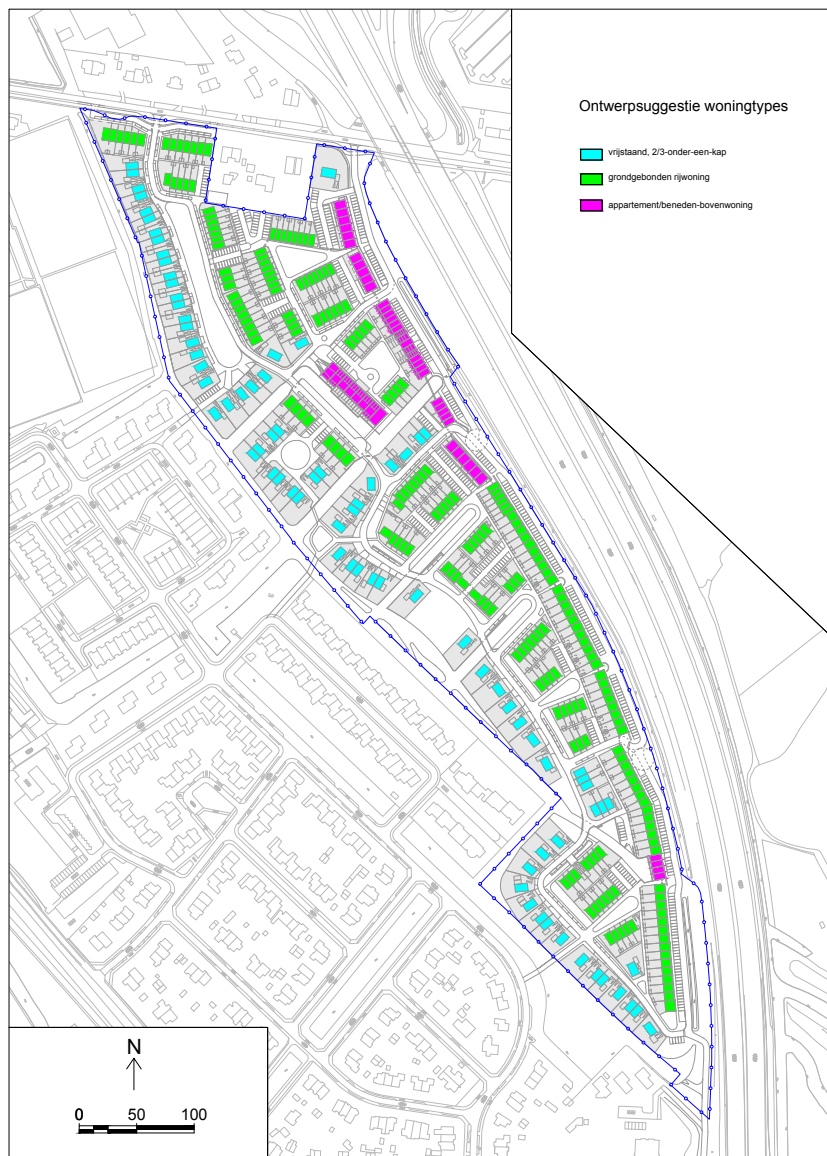 Ontwerpsuggestie woningtypes
vrijstaand, 2/3-onder-een-kap
grondgebonden rijwoning
appartement/beneden-bovenwoning
N
0 50 100